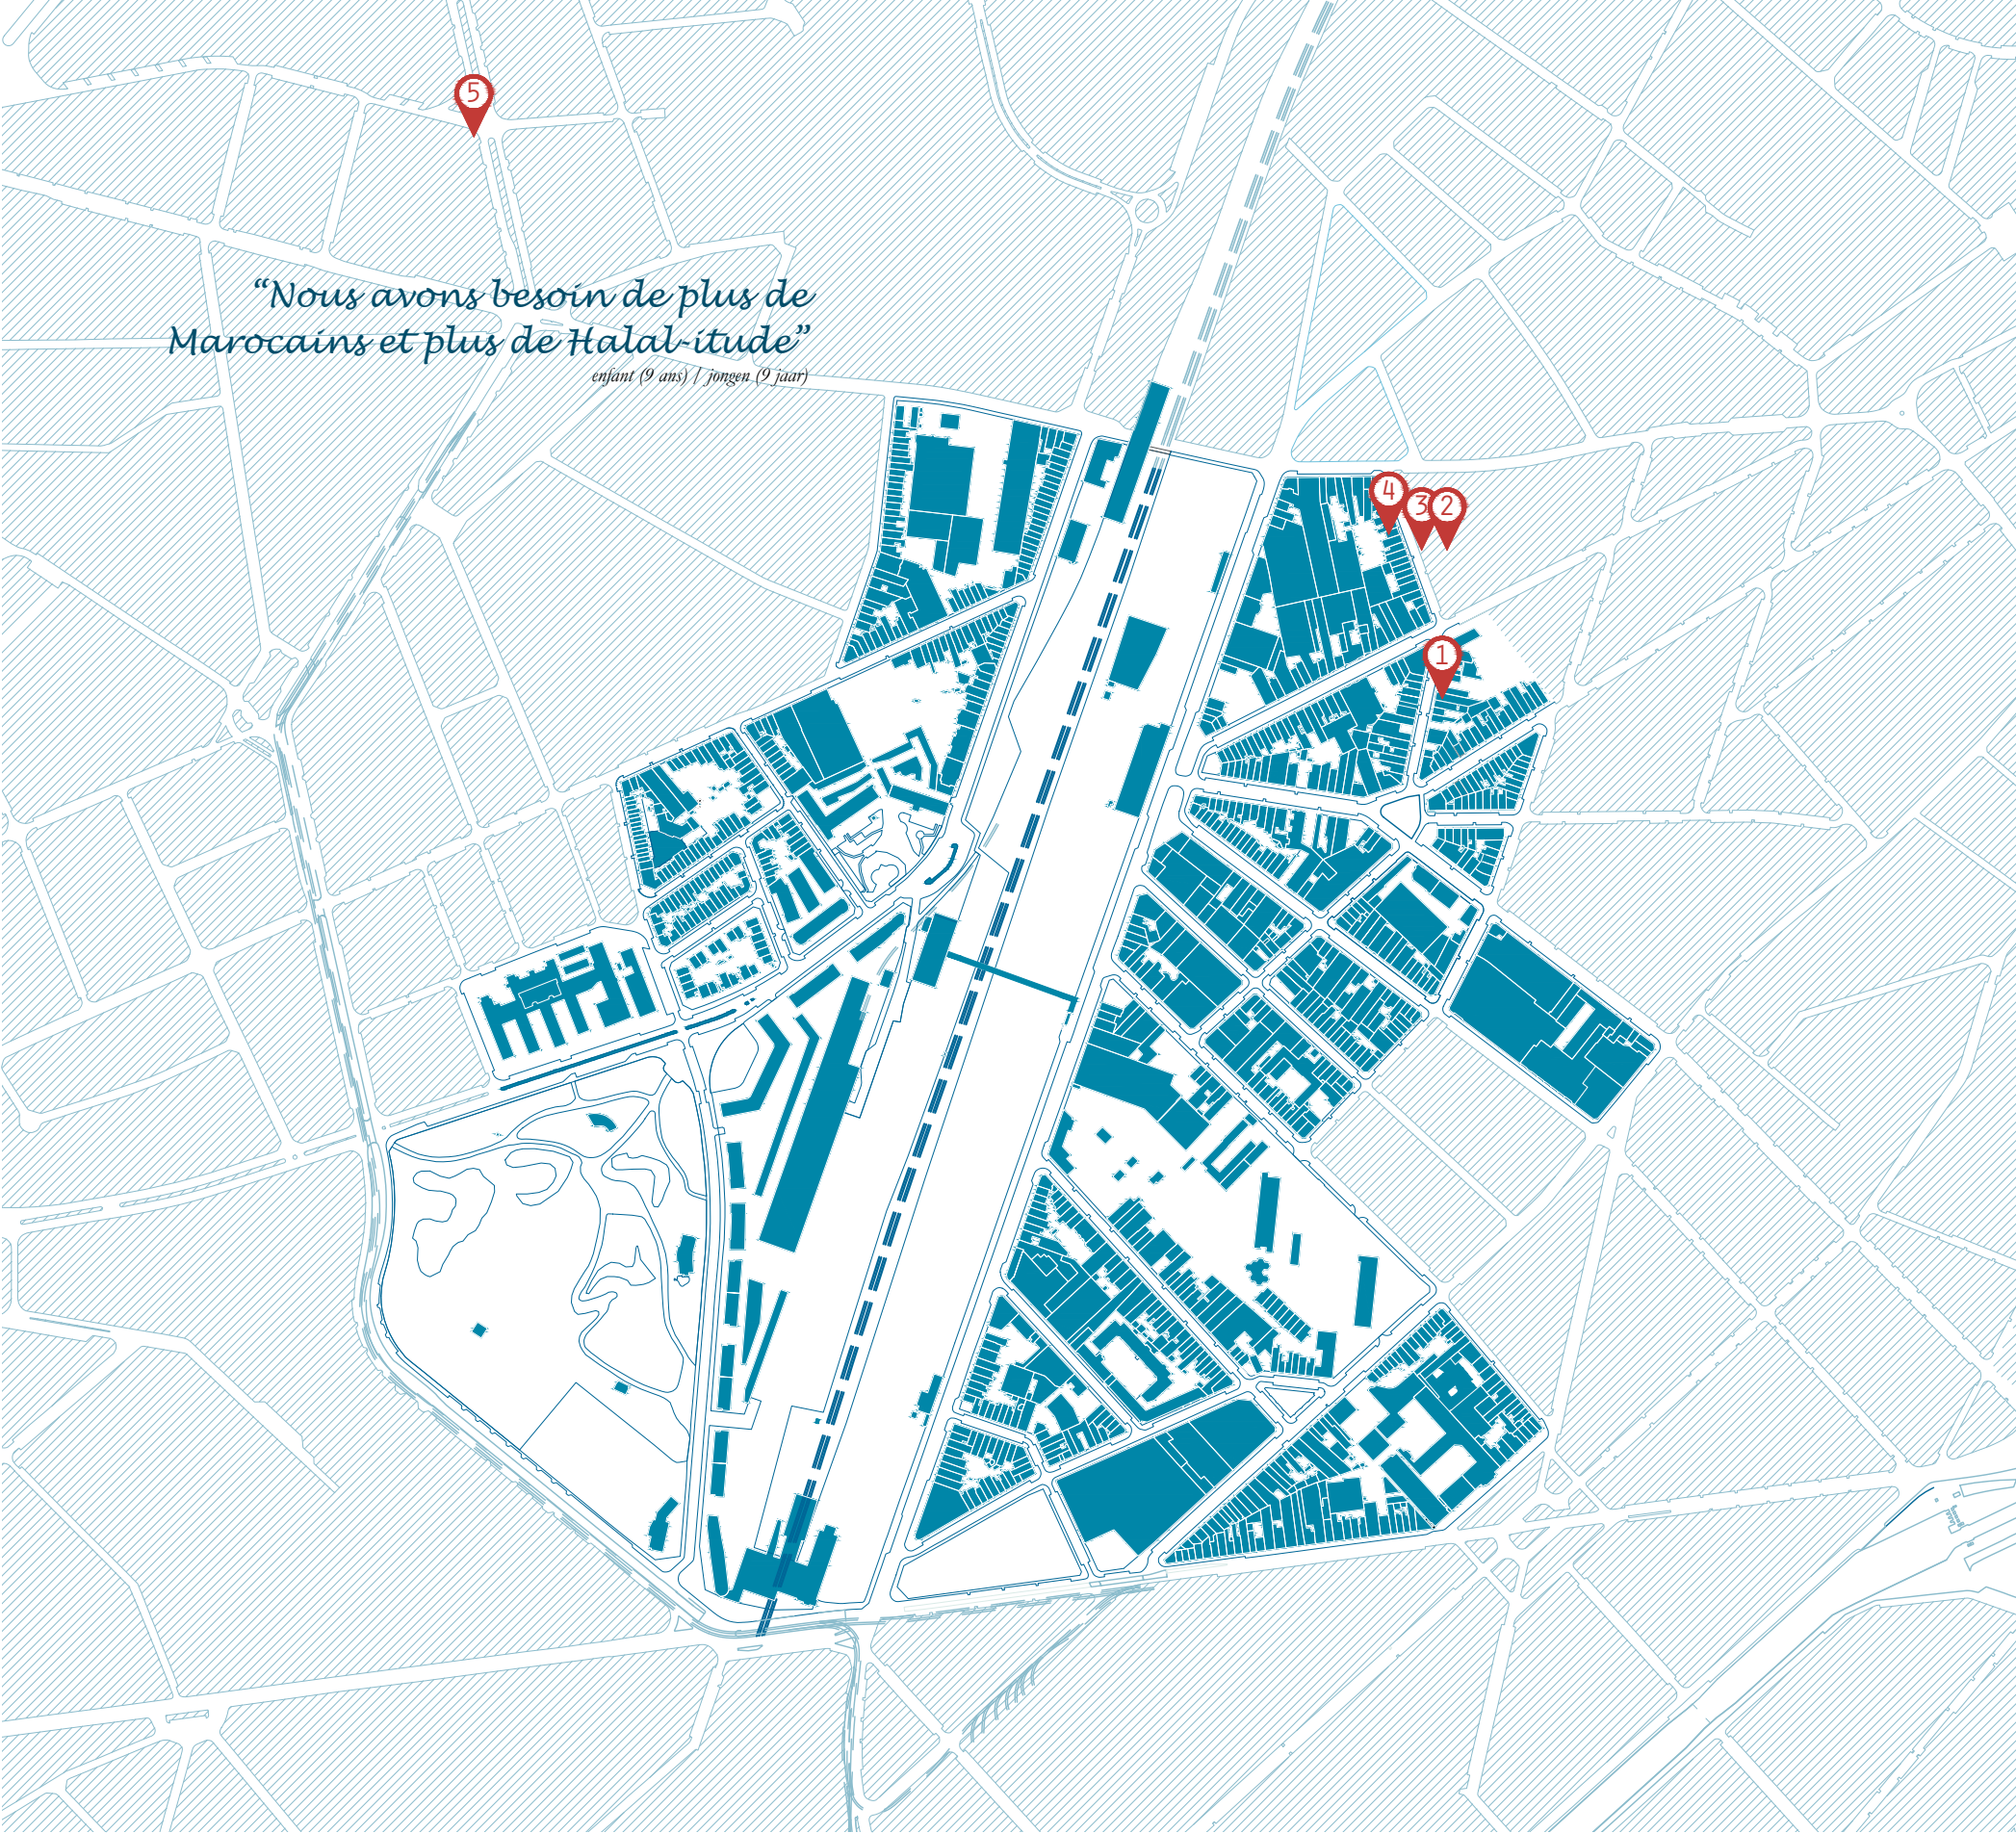 5
“Nous avons besoin de plus de
Marocains et plus de Halal-itude”
enfant (9 ans) / jongen (9 jaar)
4
3
2
1